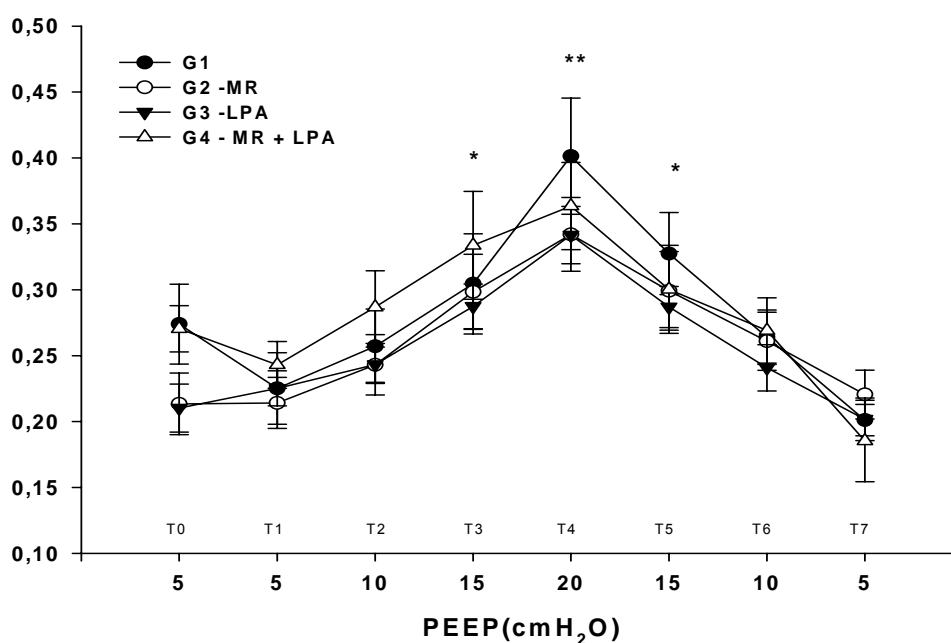 0,50
0,45
0,40
0,35
0,30
0,25
0,20
0,15
0,10
G1
G2 -MR
G3 -LPA
G4 - MR + LPA
**
*
*
T0 T1 T2 T3 T4 T5 T6 T7
5 5 10 15 20 15 10 5
PEEP(cmH₂O)